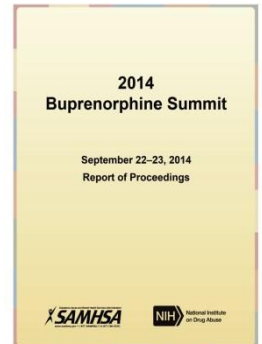 2014
Buprenorphine Summit
September 22–23, 2014
Report of Proceedings
SAMHSA
NIH
National Institute
on Drug Abuse